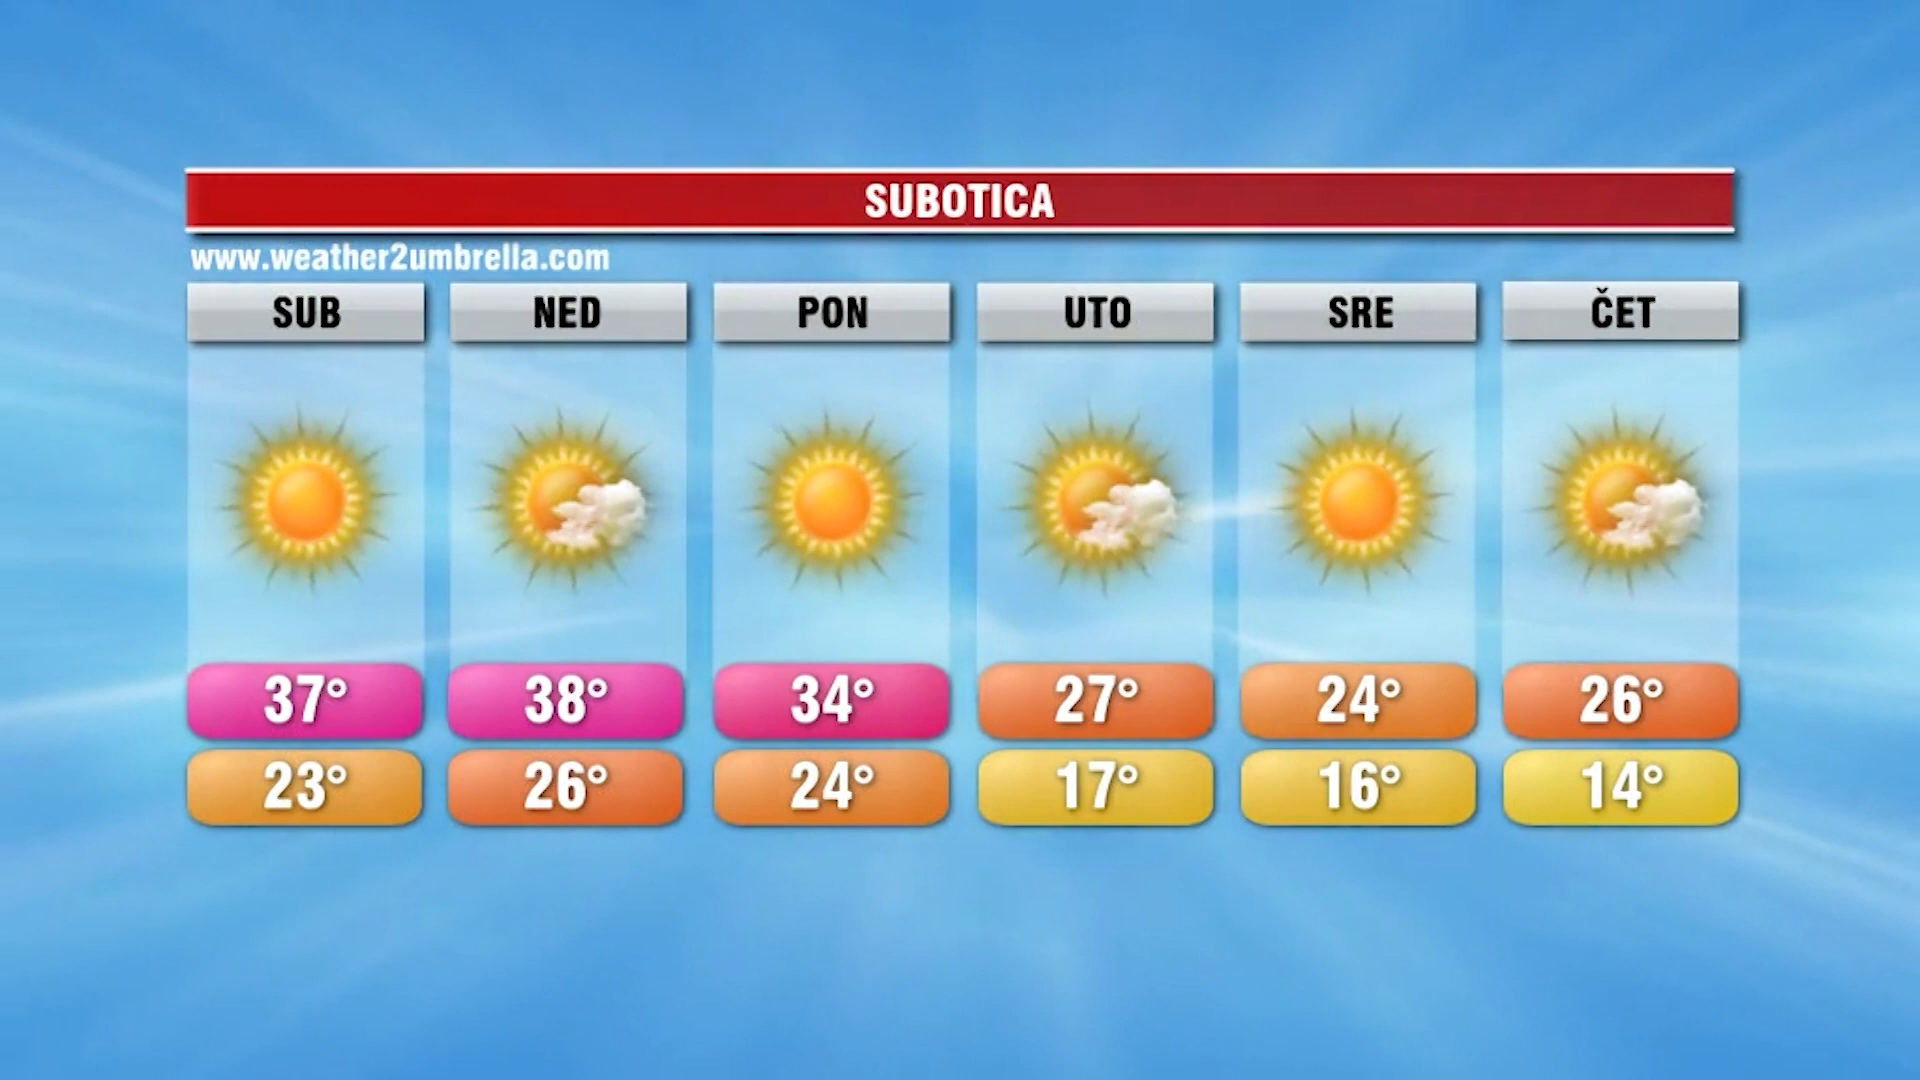 SUBOTICA
www.weather2umbrella.com
SUB NED PON UTO SRE ČET
37° 38° 34° 27° 24° 26°
23° 26° 24° 17° 16° 14°